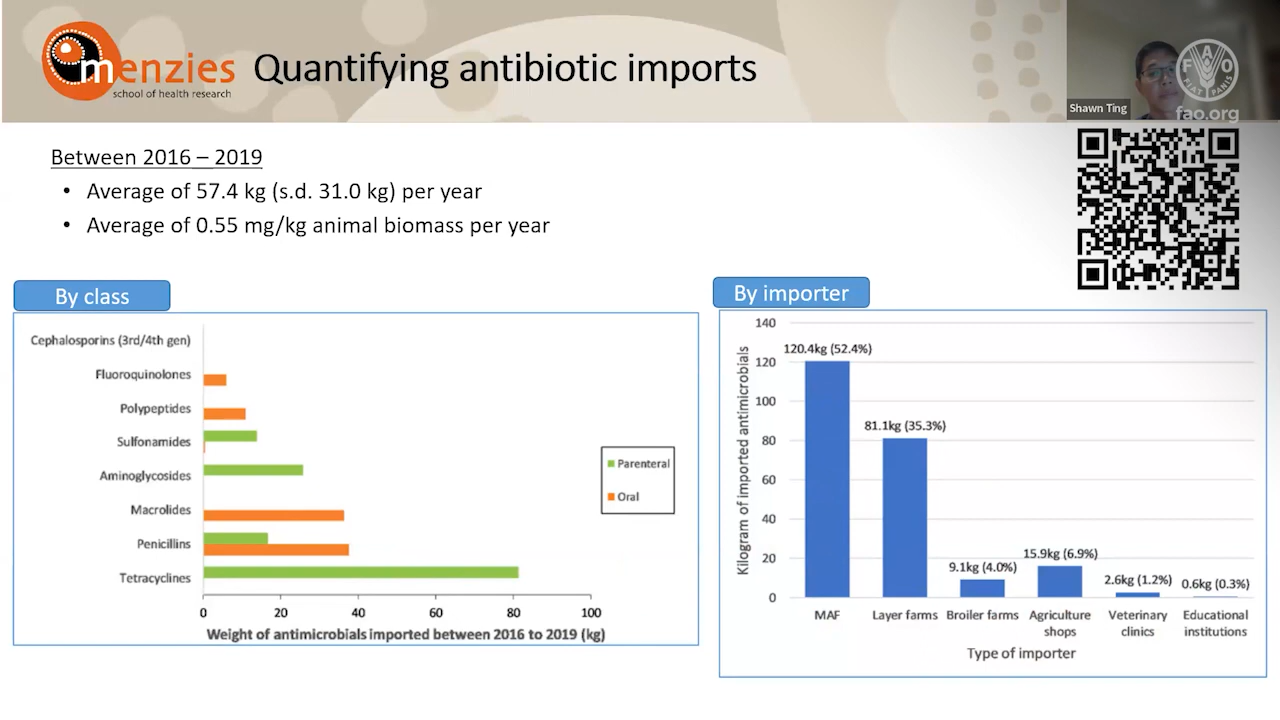 menzies
school of health research
Quantifying antibiotic imports
Shawn Ting
F A O
FIAT PANIS
fao.org
Between 2016 – 2019
• Average of 57.4 kg (s.d. 31.0 kg) per year
• Average of 0.55 mg/kg animal biomass per year
By class
Cephalosporins (3rd/4th gen)
Fluoroquinolones
Polypeptides
Sulfonamides
Aminoglycosides
Macrolides
Penicillins
Tetracyclines
0 20 40 60 80 100
Weight of antimicrobials imported between 2016 to 2019 (kg)
Parenteral
Oral
By importer
Kilogram of imported antimicrobials
140
120
100
80
60
40
20
0
120.4kg (52.4%)
81.1kg (35.3%)
9.1kg (4.0%)
15.9kg (6.9%)
2.6kg (1.2%)
0.6kg (0.3%)
MAF
Layer farms
Broiler farms
Agriculture
shops
Veterinary
clinics
Educational
institutions
Type of importer